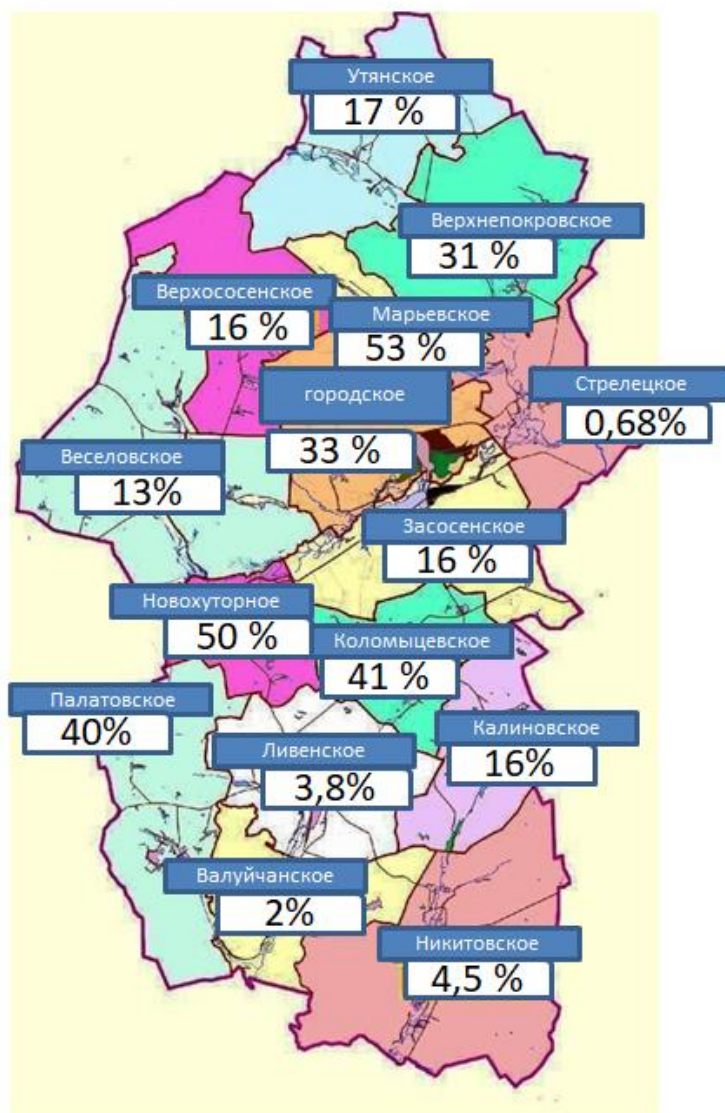 Утянское
17 %
Верхнепокровское
31 %
Верхососенское
16 %
Марьевское
53 %
городское
33 %
Стрелецкое
0,68%
Веселовское
13%
Засосенское
16 %
Новохуторное
50 %
Коломыцевское
41 %
Палатовское
40%
Ливенское
3,8%
Калиновское
16%
Валуйчанское
2%
Никитовское
4,5 %